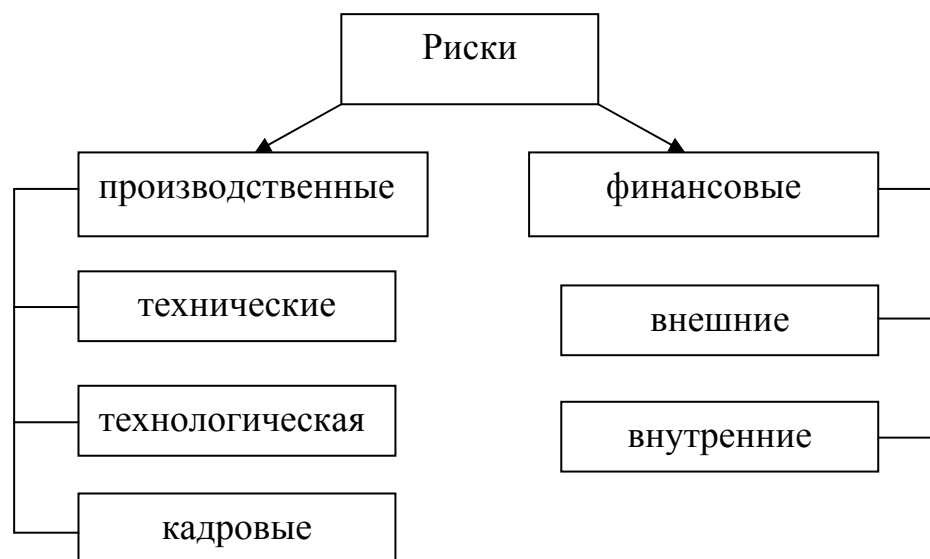 Риски
производственные
финансовые
технические
внешние
технологическая
внутренние
кадровые